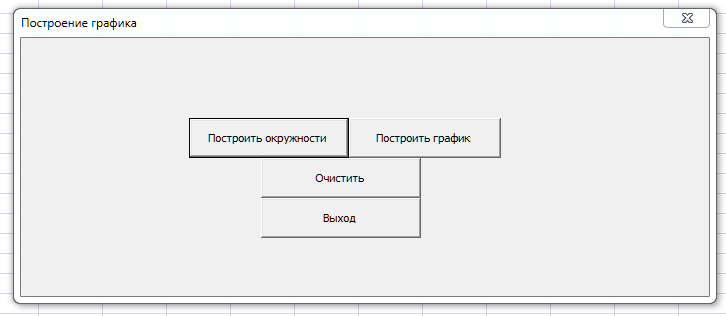 Построение графика
Построить окружности
Построить график
Очистить
Выход